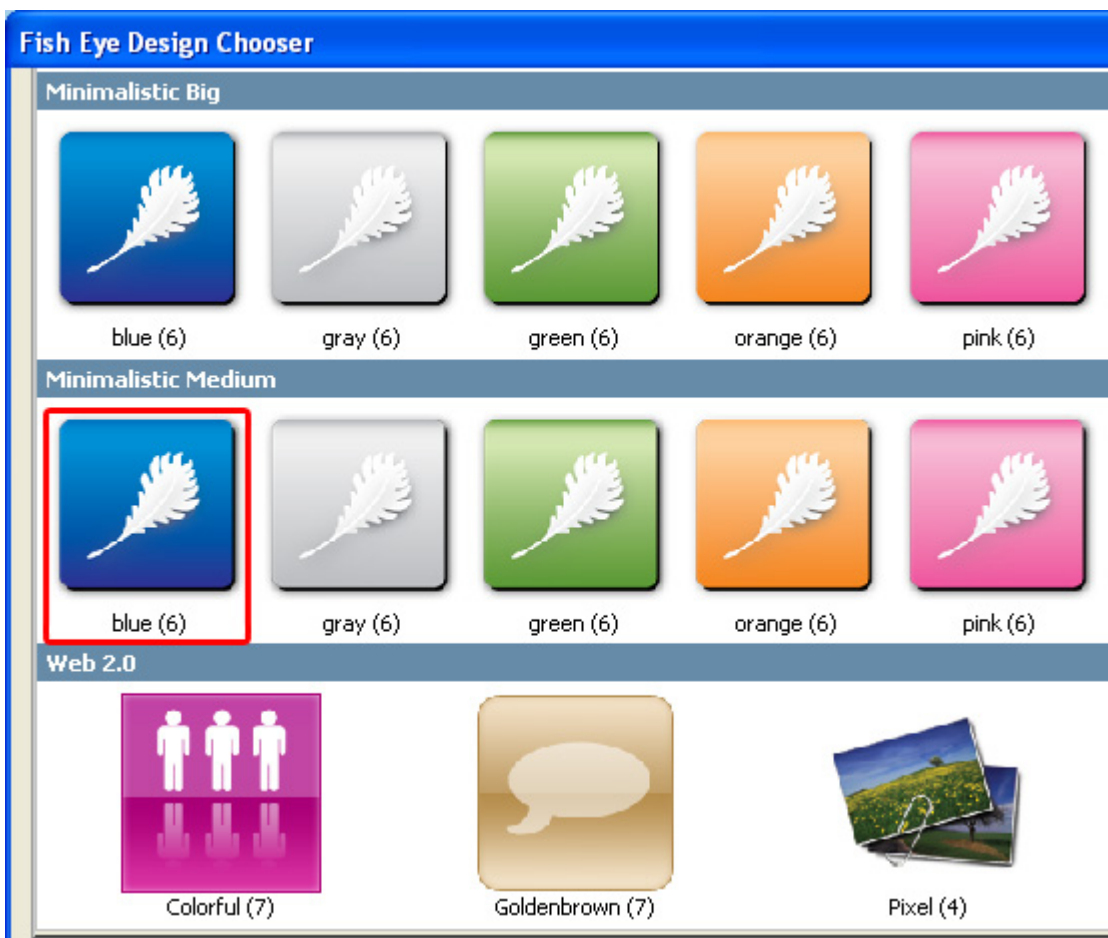 Fish Eye Design Chooser
Minimalistic Big
blue (6) gray (6) green (6) orange (6) pink (6)
Minimalistic Medium
blue (6) gray (6) green (6) orange (6) pink (6)
Web 2.0
Colorful (7) Goldenbrown (7) Pixel (4)